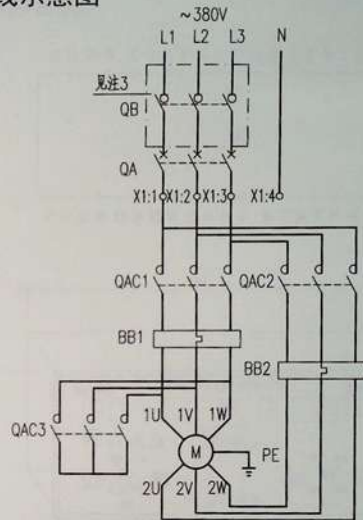 示意图
~380V
L1 L2 L3 N
见注3
QB
QA
X1:1 X1:2 X1:3 X1:4
QAC1 QAC2
BB1
BB2
1U 1V 1W
QAC3
M PE
2U 2V 2W